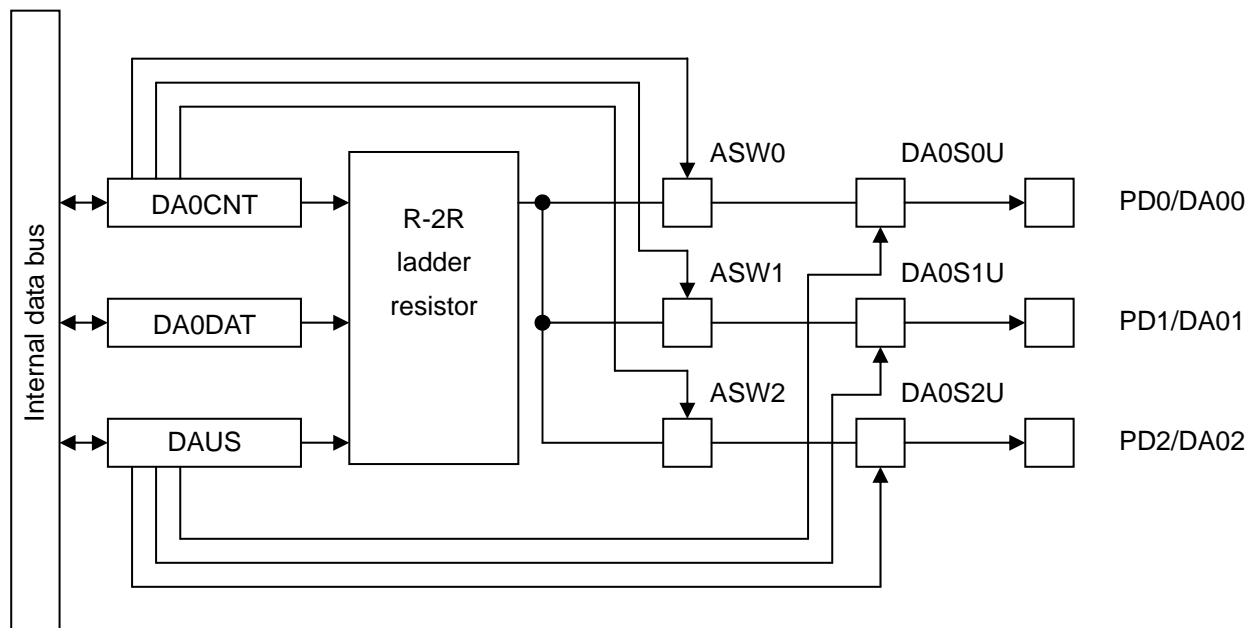 Internal data bus
ASW0
DA0S0U
DA0CNT
PD0/DA00
R-2R
ladder
resistor
ASW1
DA0S1U
DA0DAT
PD1/DA01
ASW2
DA0S2U
DAUS
PD2/DA02